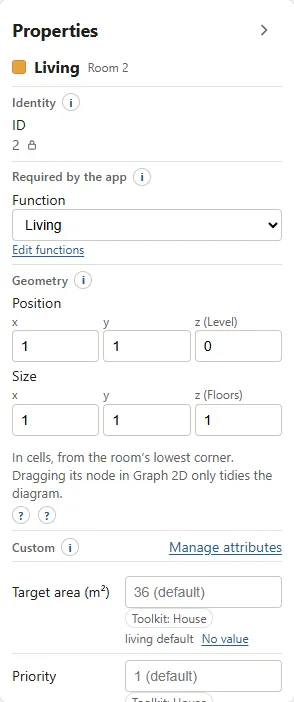 Properties
Living Room 2
Identity i
ID
2
Required by the app i
Function
Living
Edit functions
Geometry i
Position
x y z (Level)
1 1 0
Size
x y z (Floors)
1 1 1
In cells, from the room's lowest corner.
Dragging its node in Graph 2D only tidies the
diagram.
? ?
Custom i Manage attributes
Target area (m²) 36 (default)
Toolkit: House
living default No value
Priority 1 (default)
Toolkit: House